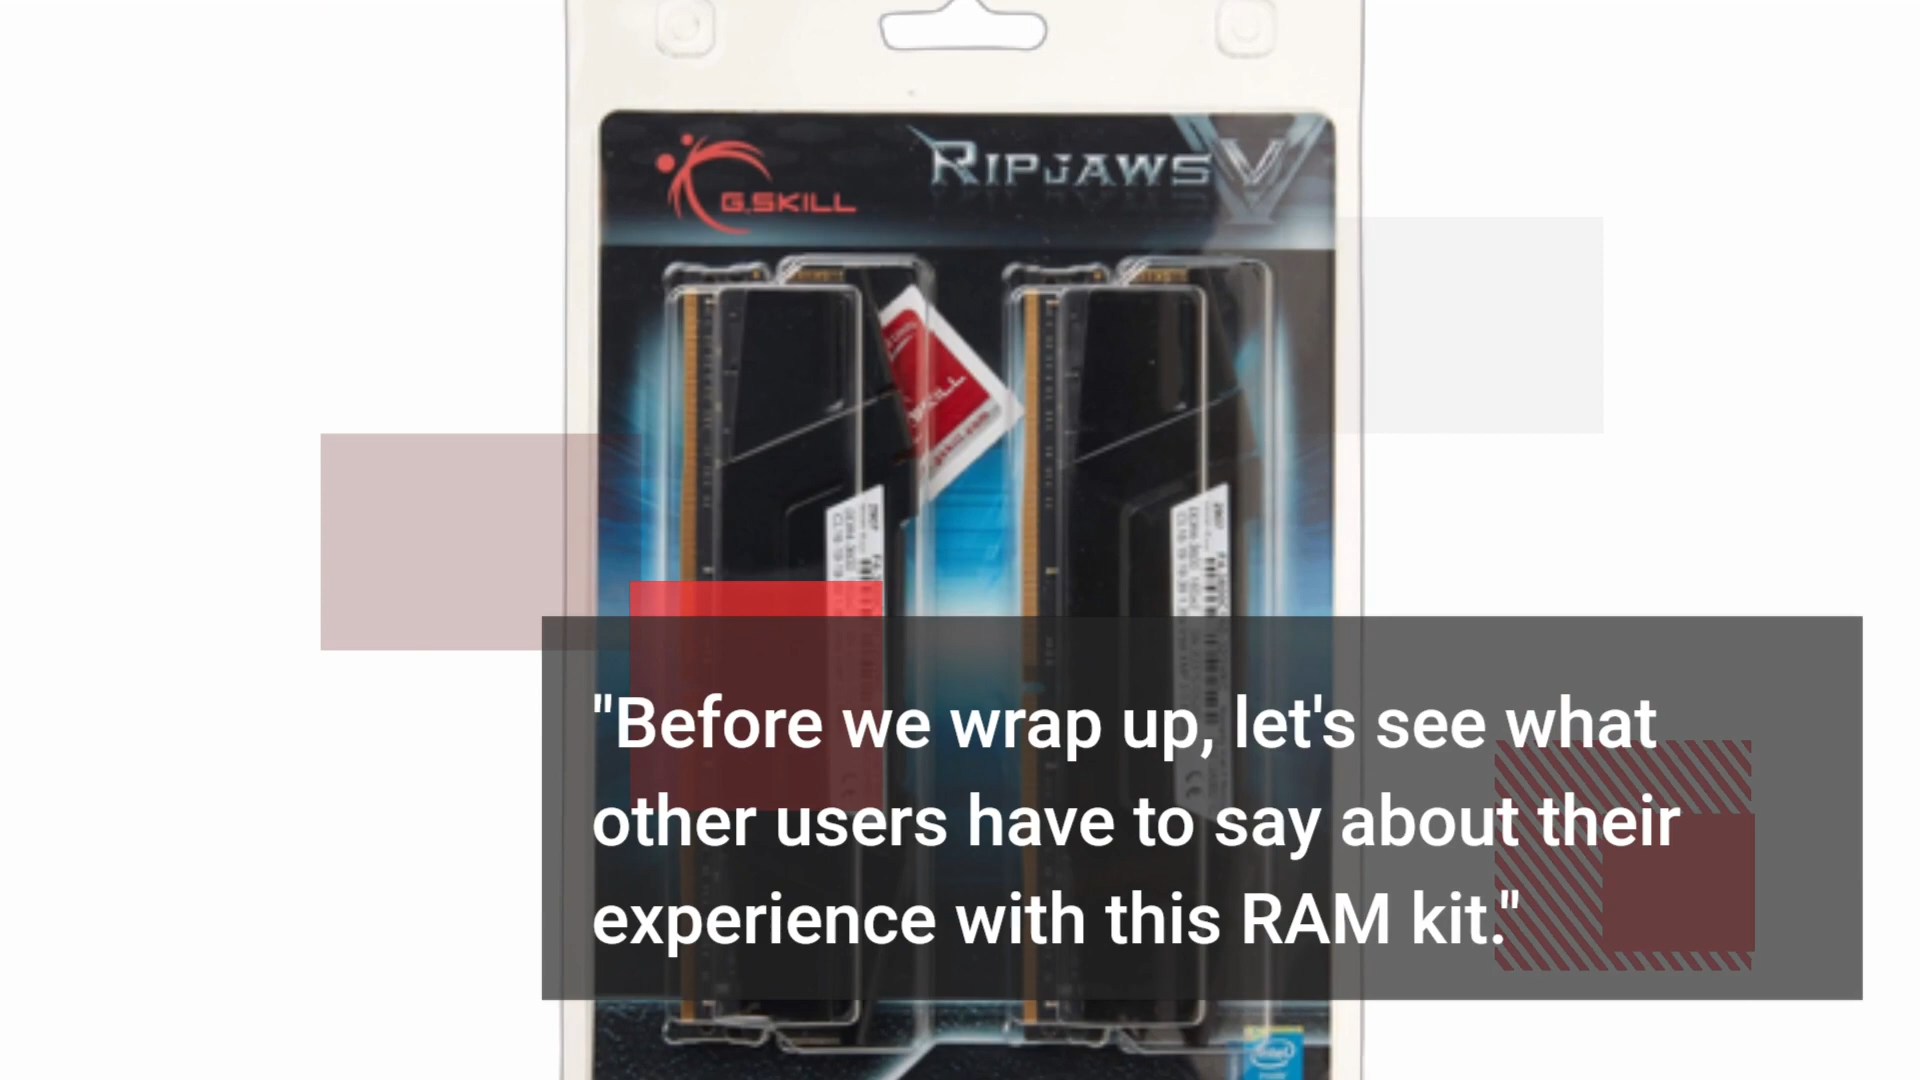 G.SKILL
RIPJAWS V
"Before we wrap up, let's see what
other users have to say about their
experience with this RAM kit."
intel